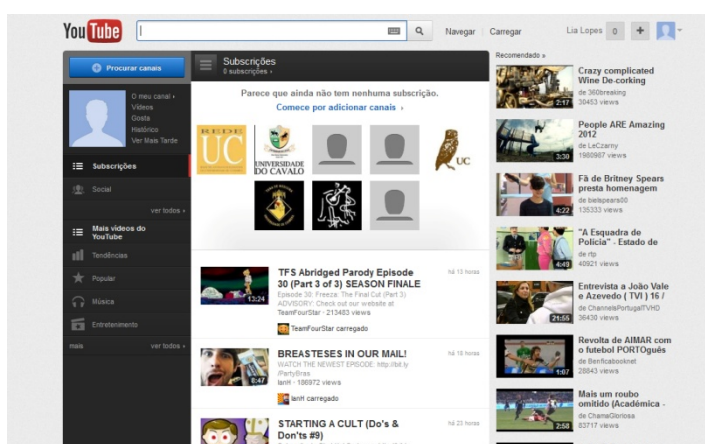 YouTube
Navegar
Carregar
Lia Lopes
0
+
Procurar canais
O meu canal ›
Vídeos
Gosta
Histórico
Ver Mais Tarde
Subscrições
Social
ver todos »
Mais vídeos do
YouTube
Tendências
Popular
Música
Entretenimento
mais
ver todos »
Subscrições
0 subscrições ›
Parece que ainda não tem nenhuma subscrição.
Comece por adicionar canais ›
REDE
UC
UNIVERSIDADE
DO CAVALO
UC
13:24
TFS Abridged Parody Episode
30 (Part 3 of 3) SEASON FINALE
há 13 horas
Episode 30: Freeza: The Final Cut (Part 3)
ADVISORY: Check out our website at
TeamFourStar - 213483 views
TeamFourStar carregado
8:47
BREASTESES IN OUR MAIL!
há 18 horas
WATCH THE NEWEST EPISODE: http://bit.ly
/PartyBras
IanH - 186972 views
IanH carregado
STARTING A CULT (Do's &
Don'ts #9)
há 23 horas
Recomendado »
2:17
Crazy complicated
Wine De-corking
de 360breaking
30453 views
3:30
People ARE Amazing
2012
de LeCzarny
1980967 views
4:22
Fã de Britney Spears
presta homenagem
de bielspears00
135333 views
4:49
"A Esquadra de
Polícia" - Estado de
de rtp
40921 views
21:55
Entrevista a João Vale
e Azevedo ( TVI ) 16 /
de ChannelsPortugalTVHD
36430 views
1:07
Revolta de AIMAR com
o futebol PORTOguês
de Benficabooknet
28843 views
2:58
Mais um roubo
omitido (Académica -
de ChamaGloriosa
83717 views